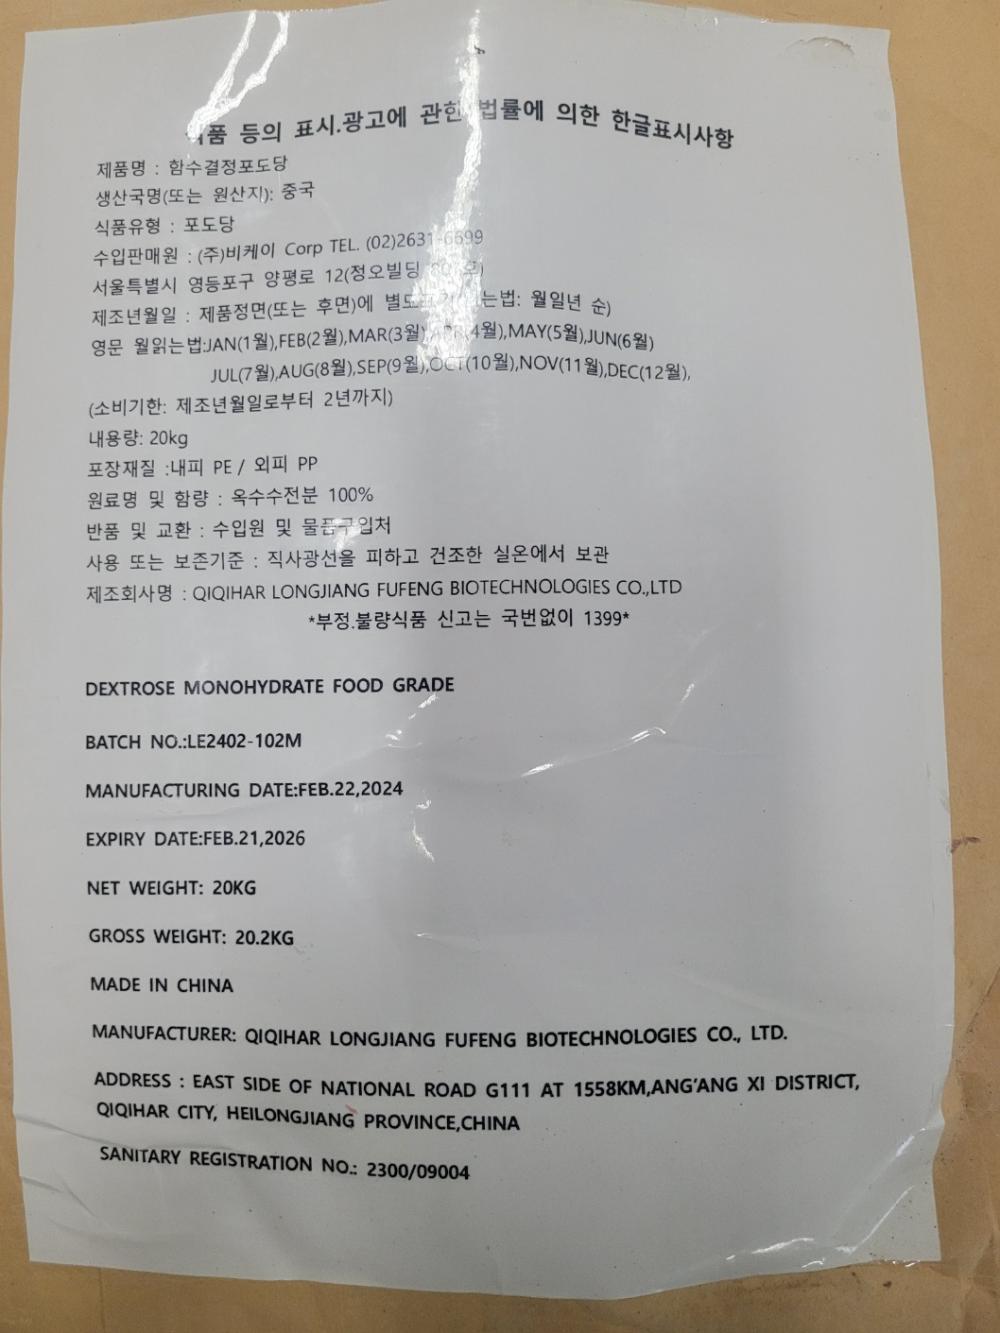 품 등의 표시.광고에 관한 법률에 의한 한글표시사항
제품명 : 함수결정포도당
생산국명(또는 원산지): 중국
식품유형 : 포도당
수입판매원 : (주)비케이 Corp TEL. (02)2631-6699
서울특별시 영등포구 양평로 12(정오빌딩
제조년월일 : 제품정면(또는 후면)에 월일년 순)
영문 월읽는법:JAN(1월),FEB(2월),MAR(3월),APR(4월),MAY(5월),JUN(6월)
JUL(7월),AUG(8월),SEP(9월),OCT(10월),NOV(11월),DEC(12월),
(소비기한: 제조년월일로부터 2년까지)
내용량: 20kg
포장재질 :내피 PE / 외피 PP
원료명 및 함량 : 옥수수전분 100%
반품 및 교환 : 수입원 및 물품구입처
사용 또는 보존기준 : 직사광선을 피하고 건조한 실온에서 보관
제조회사명 : QIQIHAR LONGJIANG FUFENG BIOTECHNOLOGIES CO.,LTD
*부정.불량식품 신고는 국번없이 1399*
DEXTROSE MONOHYDRATE FOOD GRADE
BATCH NO.:LE2402-102M
MANUFACTURING DATE:FEB.22,2024
EXPIRY DATE:FEB.21,2026
NET WEIGHT: 20KG
GROSS WEIGHT: 20.2KG
MADE IN CHINA
MANUFACTURER: QIQIHAR LONGJIANG FUFENG BIOTECHNOLOGIES CO., LTD.
ADDRESS : EAST SIDE OF NATIONAL ROAD G111 AT 1558KM,ANG'ANG XI DISTRICT,
QIQIHAR CITY, HEILONGJIANG PROVINCE,CHINA
SANITARY REGISTRATION NO.: 2300/09004